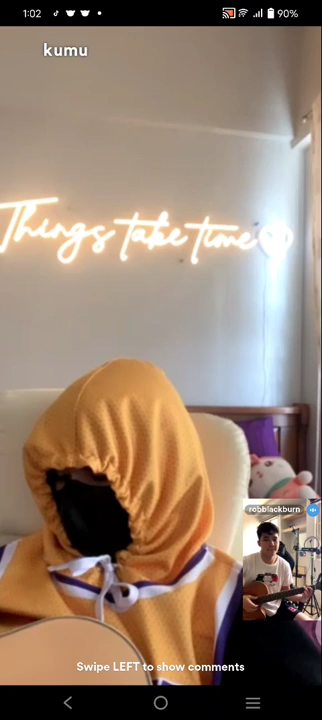 1:02
90%
kumu
Things take time
robblackburn
Swipe LEFT to show comments